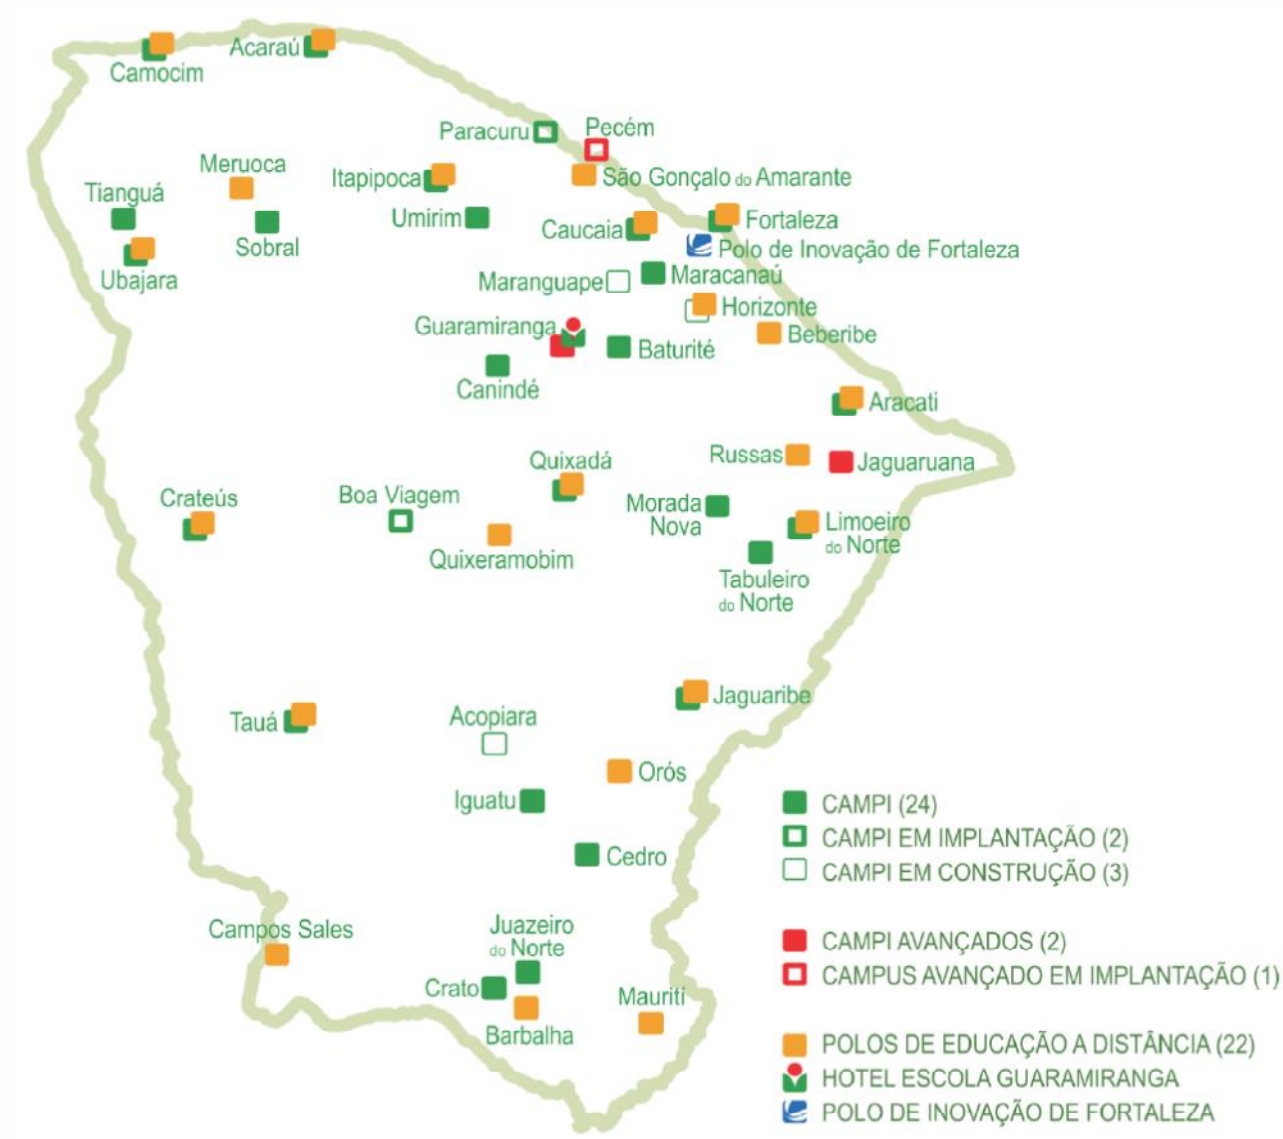 Camocim
Acaraú
Paracuru
Pecém
Meruoca
Itapipoca
São Gonçalo do Amarante
Tianguá
Umirim
Sobral
Caucaia
Fortaleza
Polo de Inovação de Fortaleza
Ubajara
Maranguape
Maracanaú
Horizonte
Guaramiranga
Beberibe
Baturité
Canindé
Aracati
Russas
Jaguaruana
Quixadá
Crateús
Boa Viagem
Morada
Nova
Limoeiro
do Norte
Quixeramobim
Tabuleiro
do Norte
Jaguaribe
Tauá
Acopiara
Orós
Iguatu
Cedro
Campos Sales
Juazeiro
do Norte
Crato
Mauriti
Barbalha
CAMPI (24)
CAMPI EM IMPLANTAÇÃO (2)
CAMPI EM CONSTRUÇÃO (3)
CAMPI AVANÇADOS (2)
CAMPUS AVANÇADO EM IMPLANTAÇÃO (1)
POLOS DE EDUCAÇÃO A DISTÂNCIA (22)
HOTEL ESCOLA GUARAMIRANGA
POLO DE INOVAÇÃO DE FORTALEZA